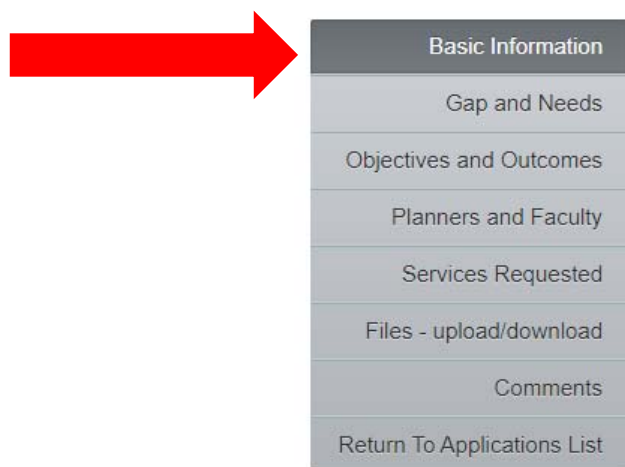 Basic Information
Gap and Needs
Objectives and Outcomes
Planners and Faculty
Services Requested
Files - upload/download
Comments
Return To Applications List